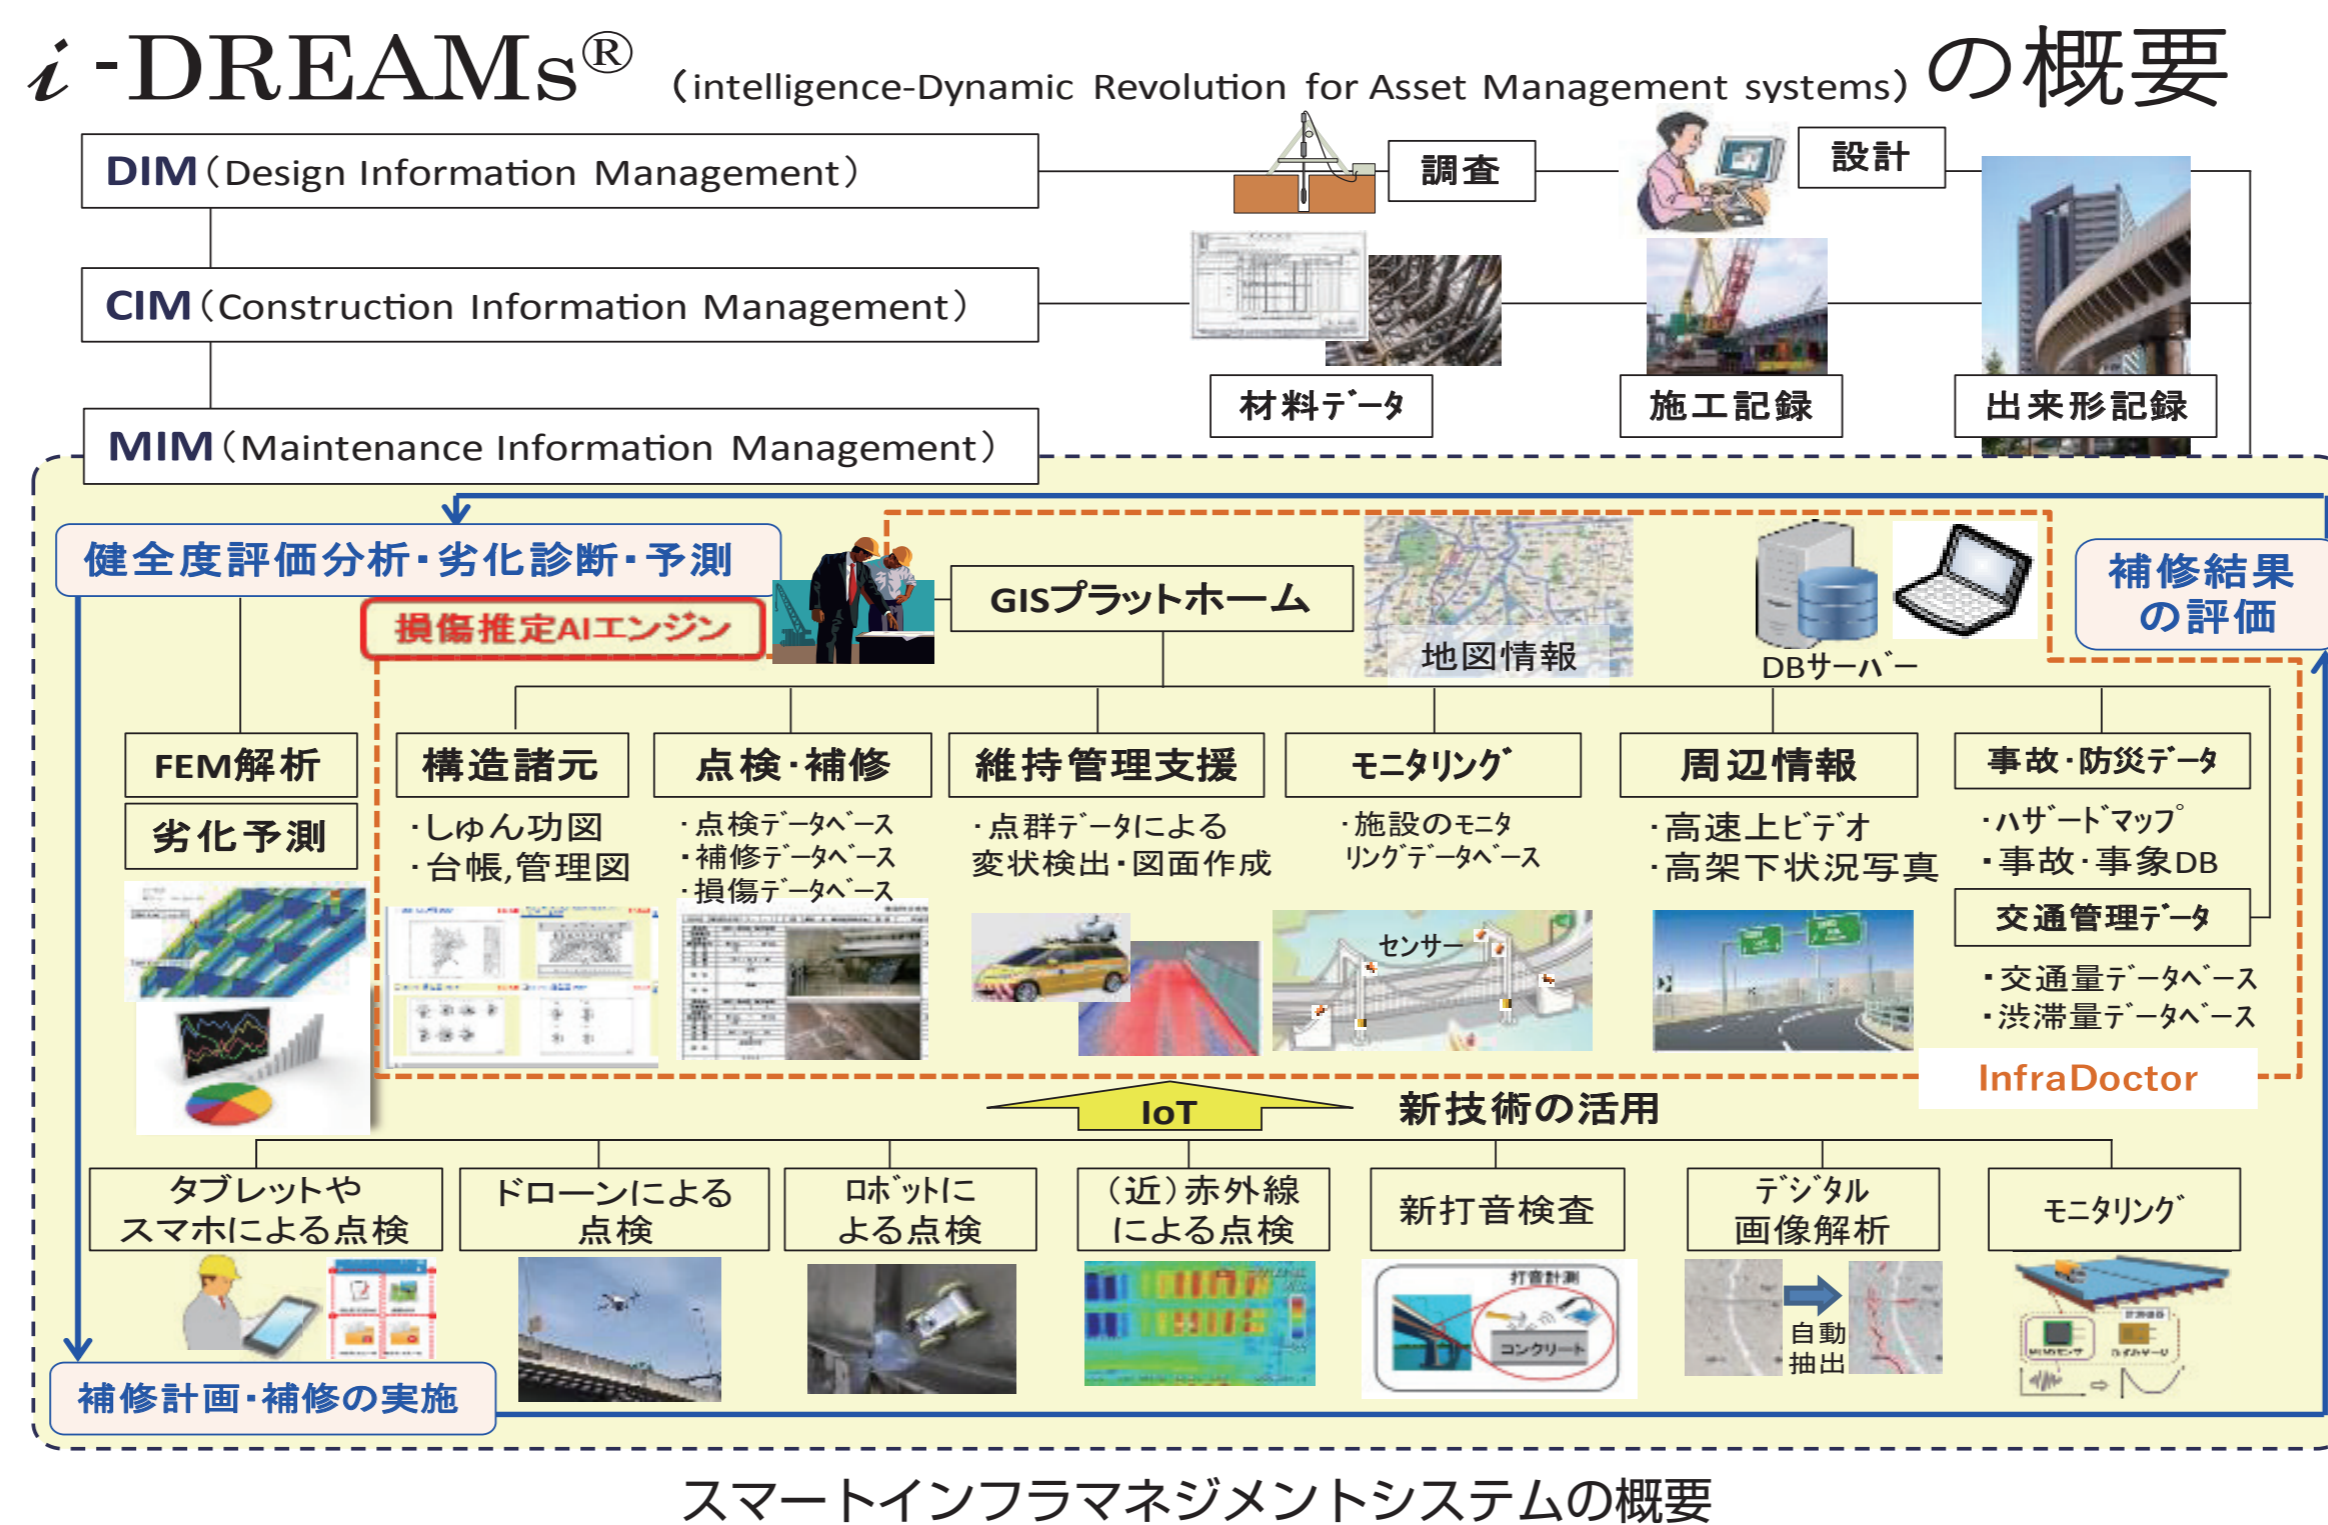 i-DREAMs® (intelligence-Dynamic Revolution for Asset Management systems) の概要
DIM(Design Information Management)
調査
設計
CIM(Construction Information Management)
材料データ
施工記録
出来形記録
MIM(Maintenance Information Management)
健全度評価分析・劣化診断・予測
損傷推定AIエンジン
GISプラットホーム
地図情報
DBサーバー
補修結果
の評価
FEM解析
劣化予測
構造諸元
・しゅん功図
・台帳,管理図
点検・補修
・点検データベース
・補修データベース
・損傷データベース
維持管理支援
・点群データによる
変状検出・図面作成
モニタリング
・施設のモニタ
リングデータベース
センサー
周辺情報
・高速上ビデオ
・高架下状況写真
事故・防災データ
・ハザードマップ
・事故・事象DB
交通管理データ
・交通量データベース
・渋滞量データベース
InfraDoctor
IoT
新技術の活用
タブレットや
スマホによる点検
ドローンによる
点検
ロボットに
よる点検
(近)赤外線
による点検
新打音検査
打音計測
コンクリート
デジタル
画像解析
自動
抽出
モニタリング
補修計画・補修の実施
スマートインフラマネジメントシステムの概要